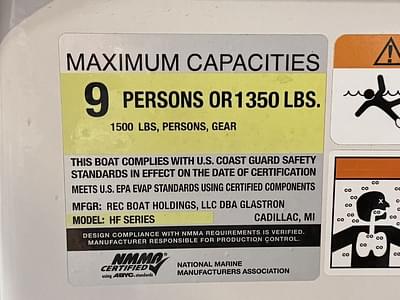 MAXIMUM CAPACITIES
9 PERSONS OR 1350 LBS.
1500 LBS, PERSONS, GEAR
THIS BOAT COMPLIES WITH U.S. COAST GUARD SAFETY
STANDARDS IN EFFECT ON THE DATE OF CERTIFICATION
MEETS U.S. EPA EVAP STANDARDS USING CERTIFIED COMPONENTS
MFGR: REC BOAT HOLDINGS, LLC DBA GLASTRON
MODEL: HF SERIES CADILLAC, MI
DESIGN COMPLIANCE WITH NMMA REQUIREMENTS IS VERIFIED.
MANUFACTURER RESPONSIBLE FOR PRODUCTION CONTROL.
NMMA
CERTIFIED
using ABYC standards
NATIONAL MARINE
MANUFACTURERS ASSOCIATION